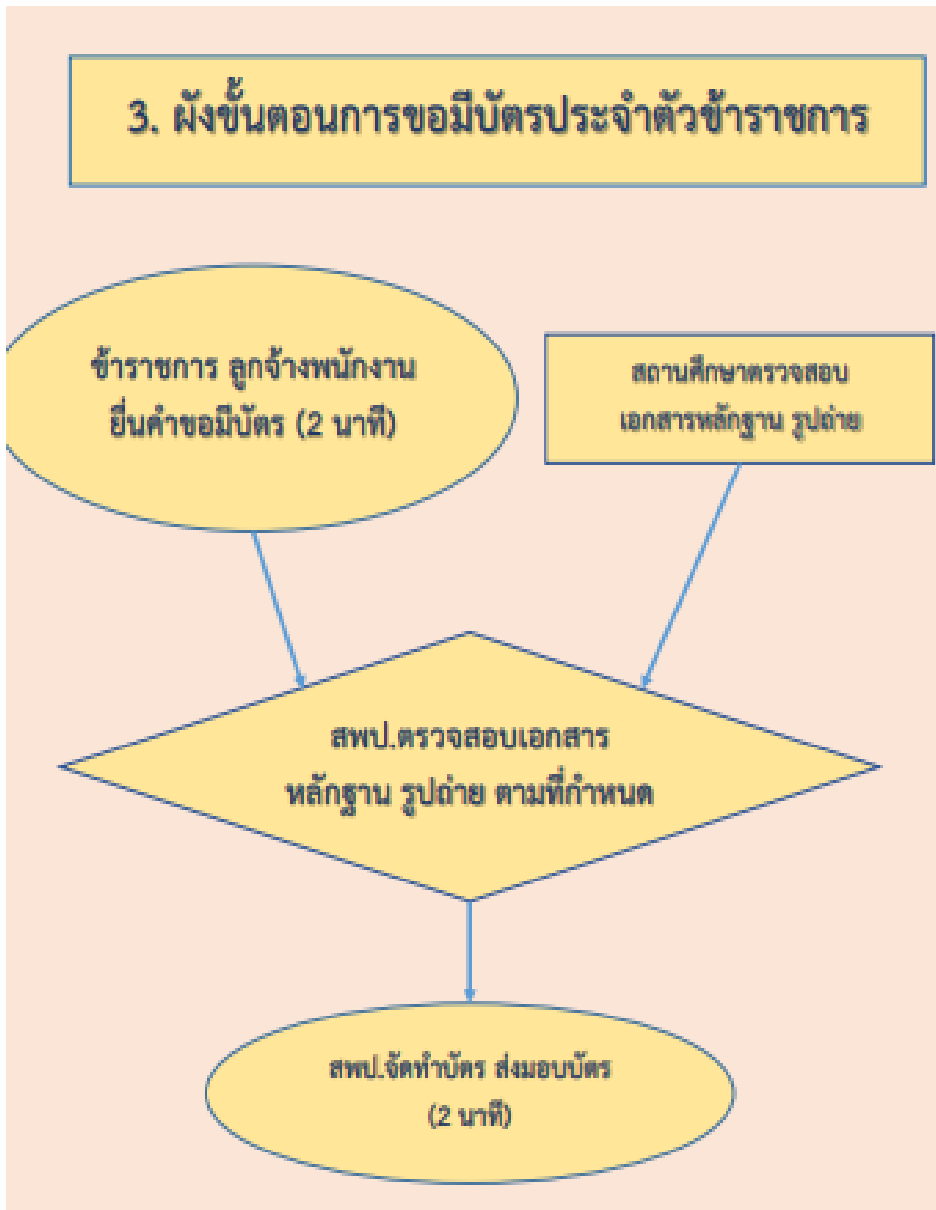 3. ผังขั้นตอนการขอมีบัตรประจำตัวข้าราชการ
ข้าราชการ ลูกจ้างพนักงาน
ยื่นคำขอมีบัตร (2 นาที)
สถานศึกษาตรวจสอบ
เอกสารหลักฐาน รูปถ่าย
สพป.ตรวจสอบเอกสาร
หลักฐาน รูปถ่าย ตามที่กำหนด
สพป.จัดทำบัตร ส่งมอบบัตร
(2 นาที)